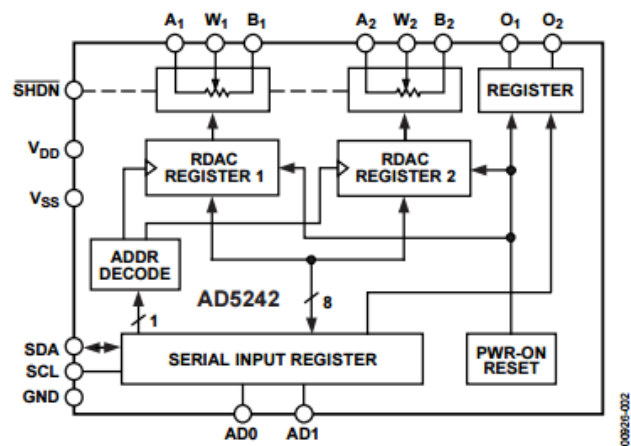 A1 W1 B1 A2 W2 B2 O1 O2
SHDN
REGISTER
VDD
RDAC
REGISTER 1
RDAC
REGISTER 2
VSS
ADDR
DECODE
AD5242
8
1
SDA
SERIAL INPUT REGISTER
PWR-ON
RESET
SCL
GND
AD0 AD1
00926-002